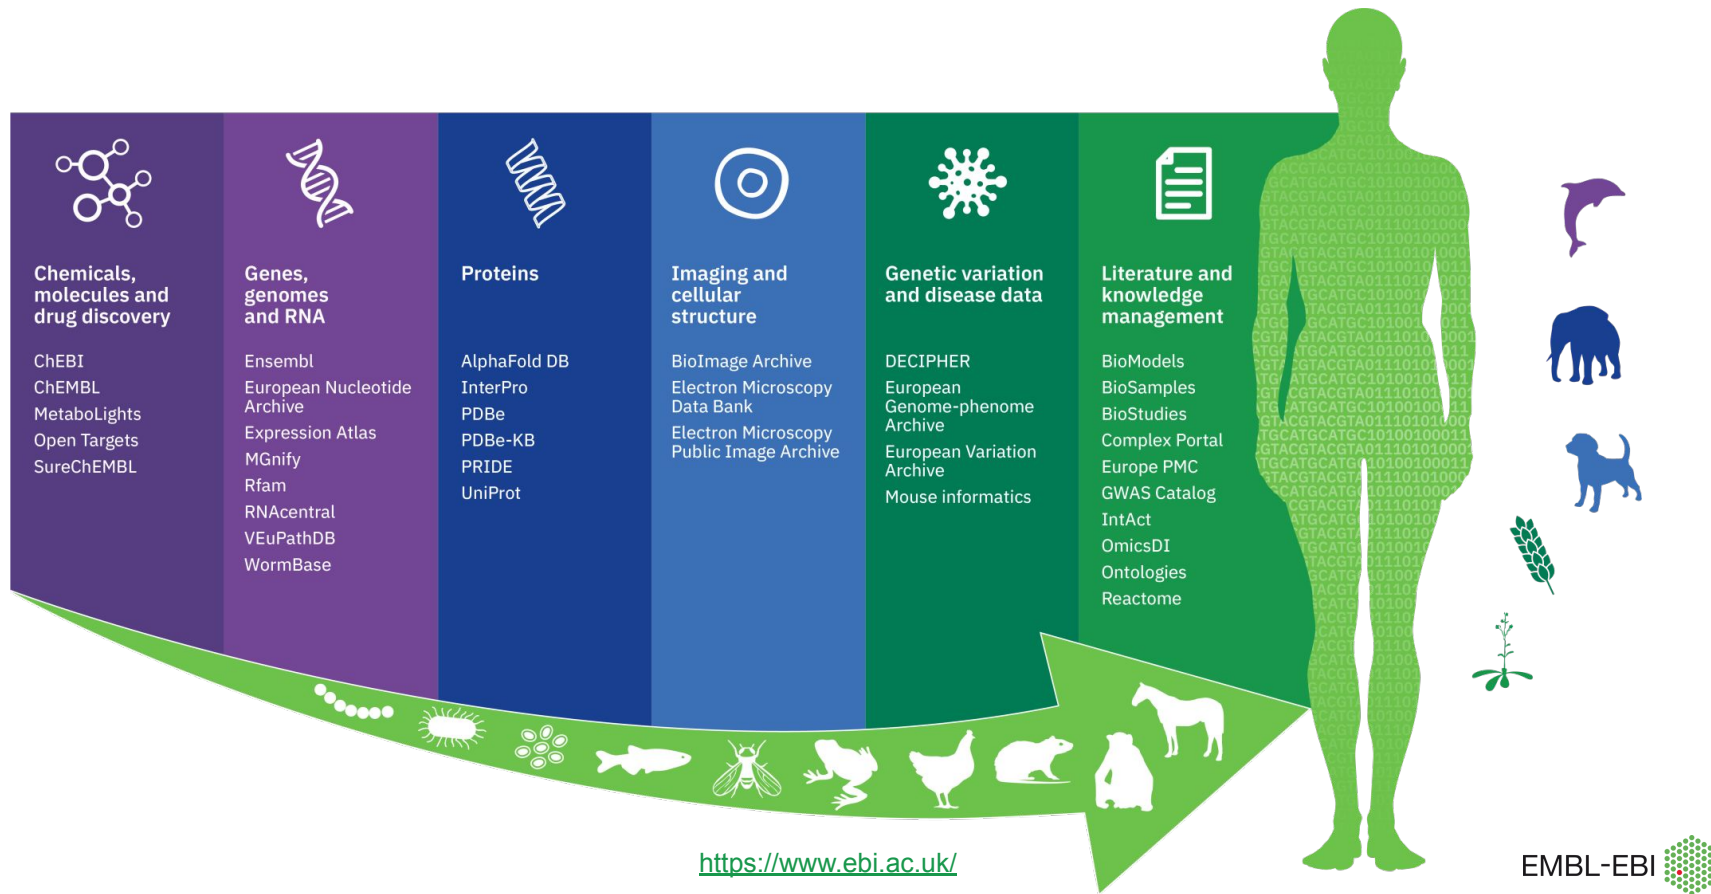 Chemicals,
molecules and
drug discovery
ChEBI
ChEMBL
MetaboLights
Open Targets
SureChEMBL
Genes,
genomes
and RNA
Ensembl
European Nucleotide
Archive
Expression Atlas
MGnify
Rfam
RNAcentral
VEuPathDB
WormBase
Proteins
AlphaFold DB
InterPro
PDBe
PDBe-KB
PRIDE
UniProt
Imaging and
cellular
structure
BioImage Archive
Electron Microscopy
Data Bank
Electron Microscopy
Public Image Archive
Genetic variation
and disease data
DECIPHER
European
Genome-phenome
Archive
European Variation
Archive
Mouse informatics
Literature and
knowledge
management
BioModels
BioSamples
BioStudies
Complex Portal
Europe PMC
GWAS Catalog
IntAct
OmicsDI
Ontologies
Reactome
https://www.ebi.ac.uk/
EMBL-EBI